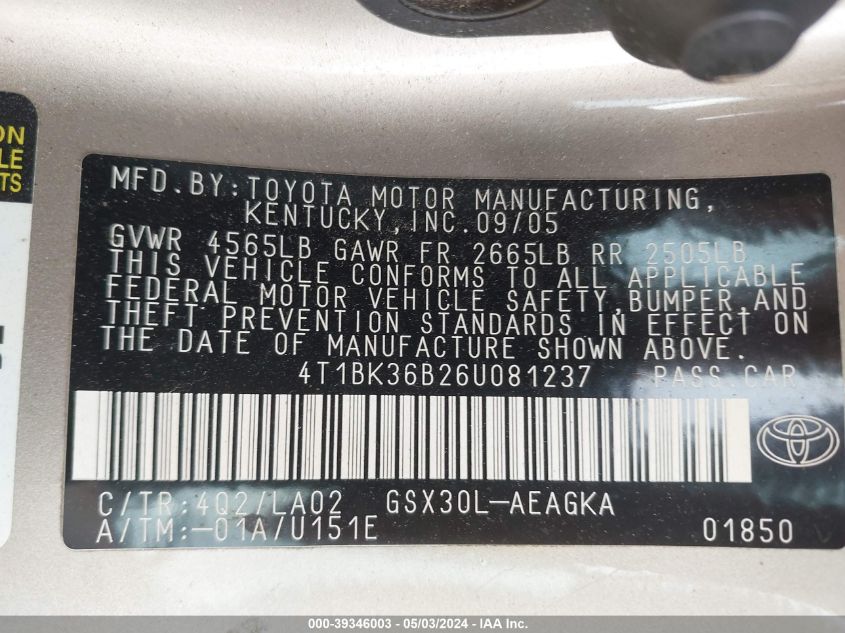 ON
LE
TS
MFD.BY:TOYOTA MOTOR MANUFACTURING,
KENTUCKY,INC.09/05
GVWR 4565LB GAWR FR 2665LB RR 2505LB
THIS VEHICLE CONFORMS TO ALL APPLICABLE
FEDERAL MOTOR VEHICLE SAFETY,BUMPER,AND
THEFT PREVENTION STANDARDS IN EFFECT ON
THE DATE OF MANUFACTURE SHOWN ABOVE.
4T1BK36B26U081237 PASS.CAR
C/TR:4Q2/LA02 GSX30L-AEAGKA
A/TM:-01A/U151E 01850
000-39346003 - 05/03/2024 - IAA Inc.